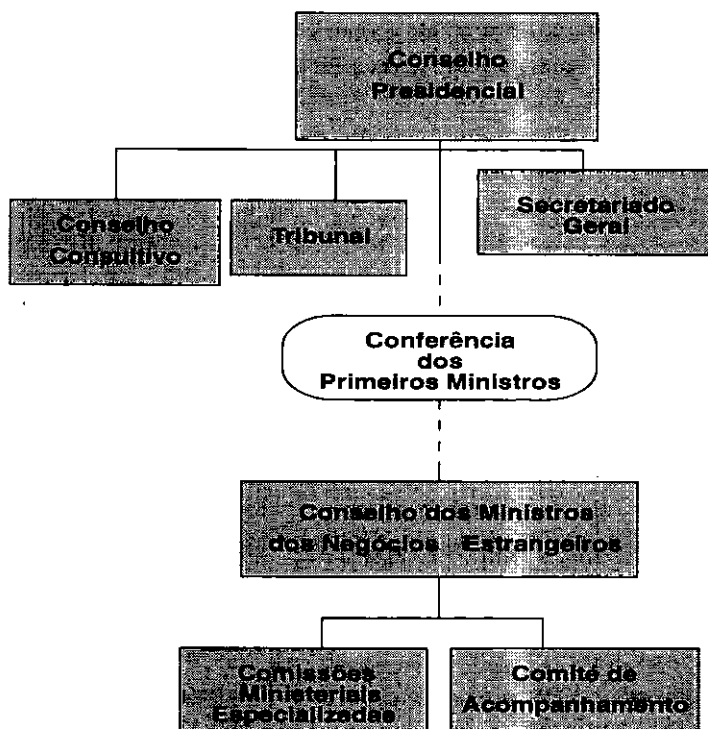 Conselho
Presidencial
Conselho
Consultivo
Tribunal
Secretariado
Geral
Conferência
dos
Primeiros Ministros
Conselho dos Ministros
dos Negócios Estrangeiros
Comissões
Ministeriais
Especializadas
Comité de
Acompanhamento